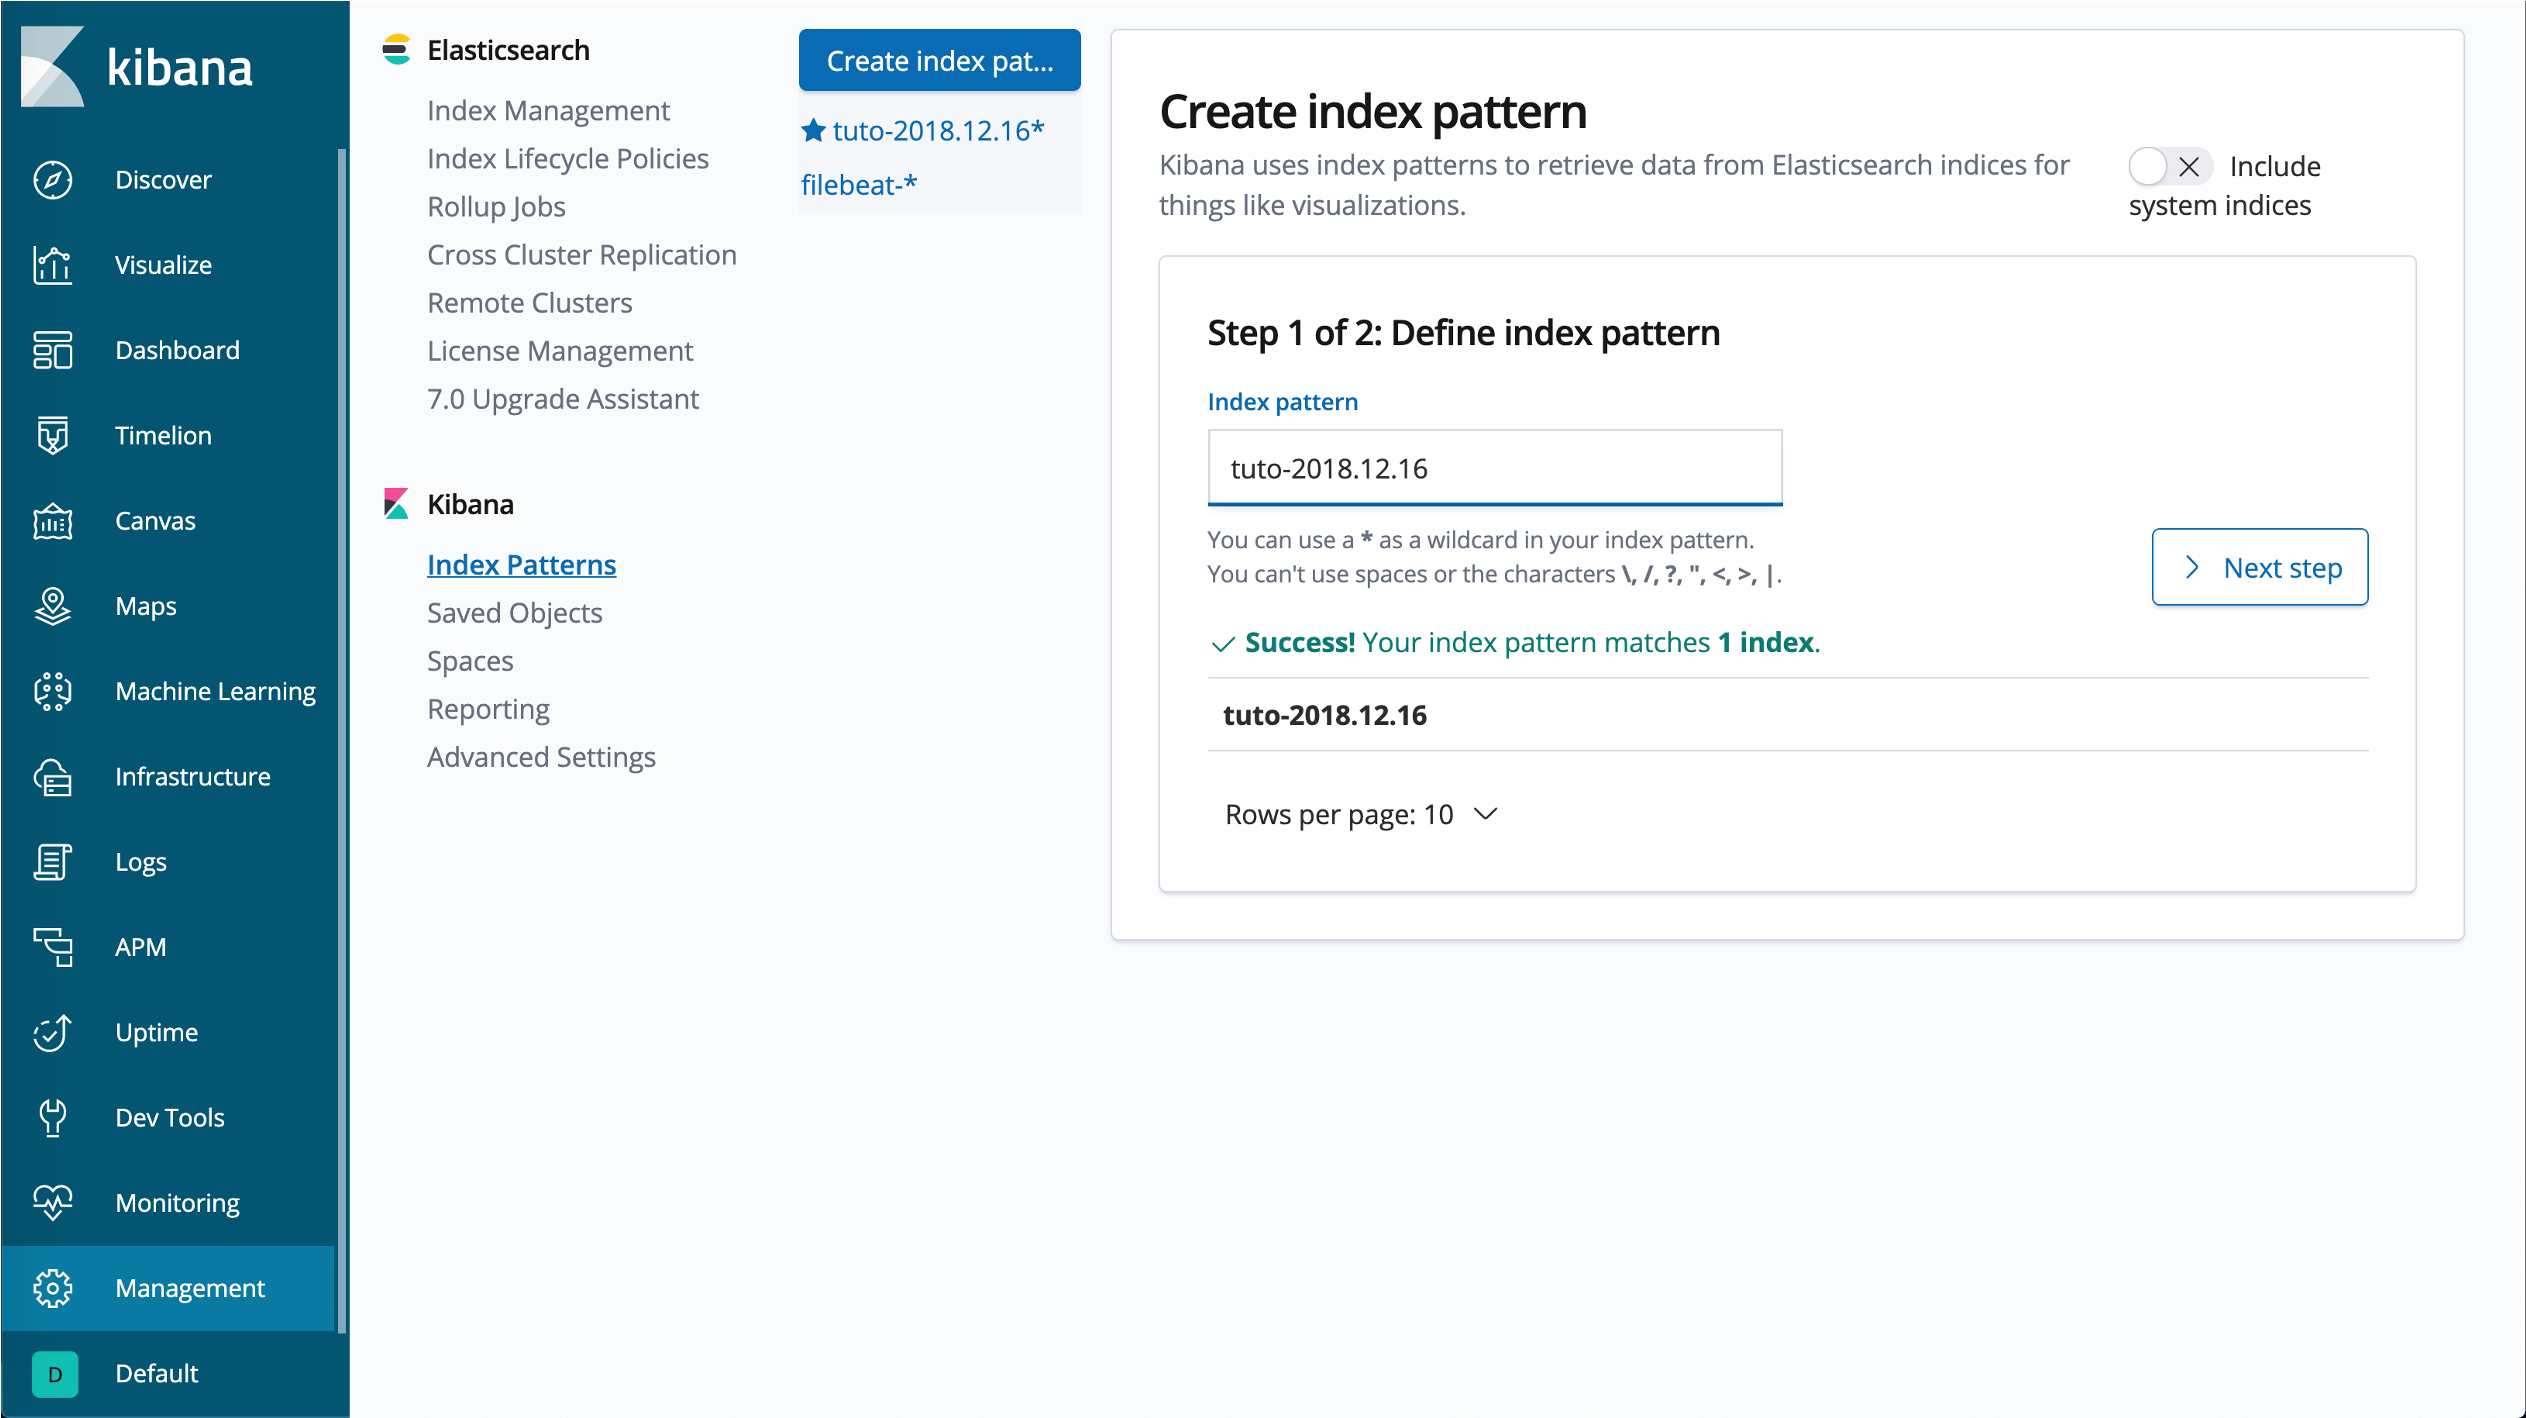 kibana
Discover
Visualize
Dashboard
Timelion
Canvas
Maps
Machine Learning
Infrastructure
Logs
APM
Uptime
Dev Tools
Monitoring
Management
D Default
Elasticsearch
Index Management
Index Lifecycle Policies
Rollup Jobs
Cross Cluster Replication
Remote Clusters
License Management
7.0 Upgrade Assistant
Kibana
Index Patterns
Saved Objects
Spaces
Reporting
Advanced Settings
Create index pat...
tuto-2018.12.16*
filebeat-*
Create index pattern
Kibana uses index patterns to retrieve data from Elasticsearch indices for
things like visualizations.
Include
system indices
Step 1 of 2: Define index pattern
Index pattern
tuto-2018.12.16
You can use a * as a wildcard in your index pattern.
You can't use spaces or the characters \, /, ?, ", <, >, |.
Next step
Success! Your index pattern matches 1 index.
tuto-2018.12.16
Rows per page: 10